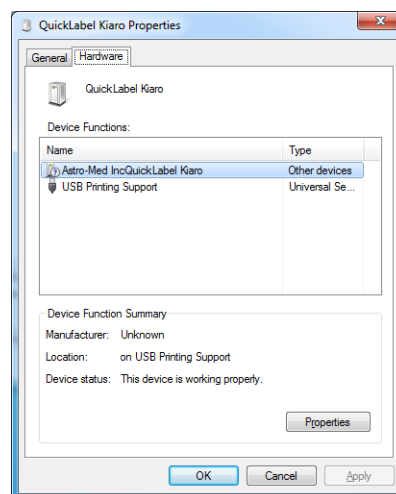 QuickLabel Kiaro Properties
General Hardware
QuickLabel Kiaro
Device Functions:
Name Type
Astro-Med IncQuickLabel Kiaro Other devices
USB Printing Support Universal Se...
Device Function Summary
Manufacturer: Unknown
Location: on USB Printing Support
Device status: This device is working properly.
Properties
OK Cancel Apply